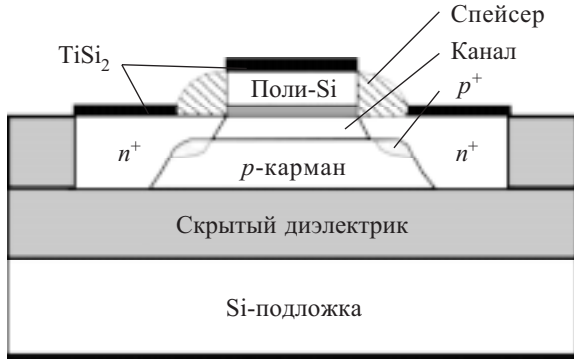 Спейсер
Канал
TiSi₂
p⁺
Поли-Si
n⁺
n⁺
p-карман
Скрытый диэлектрик
Si-подложка